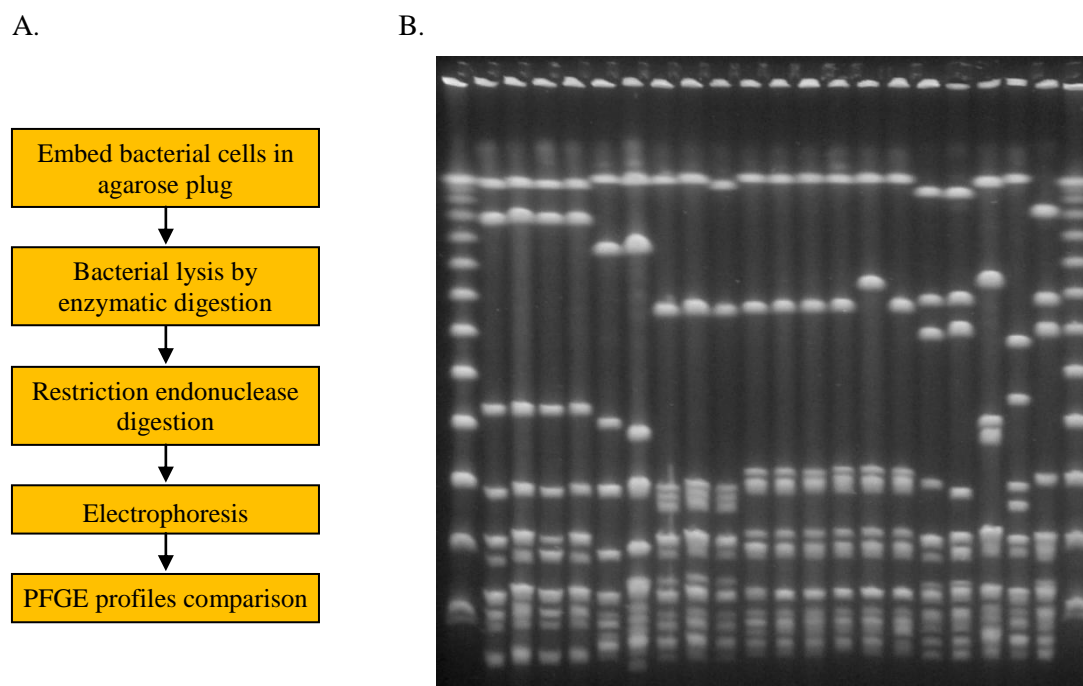 A.
B.
Embed bacterial cells in
agarose plug
Bacterial lysis by
enzymatic digestion
Restriction endonuclease
digestion
Electrophoresis
PFGE profiles comparison